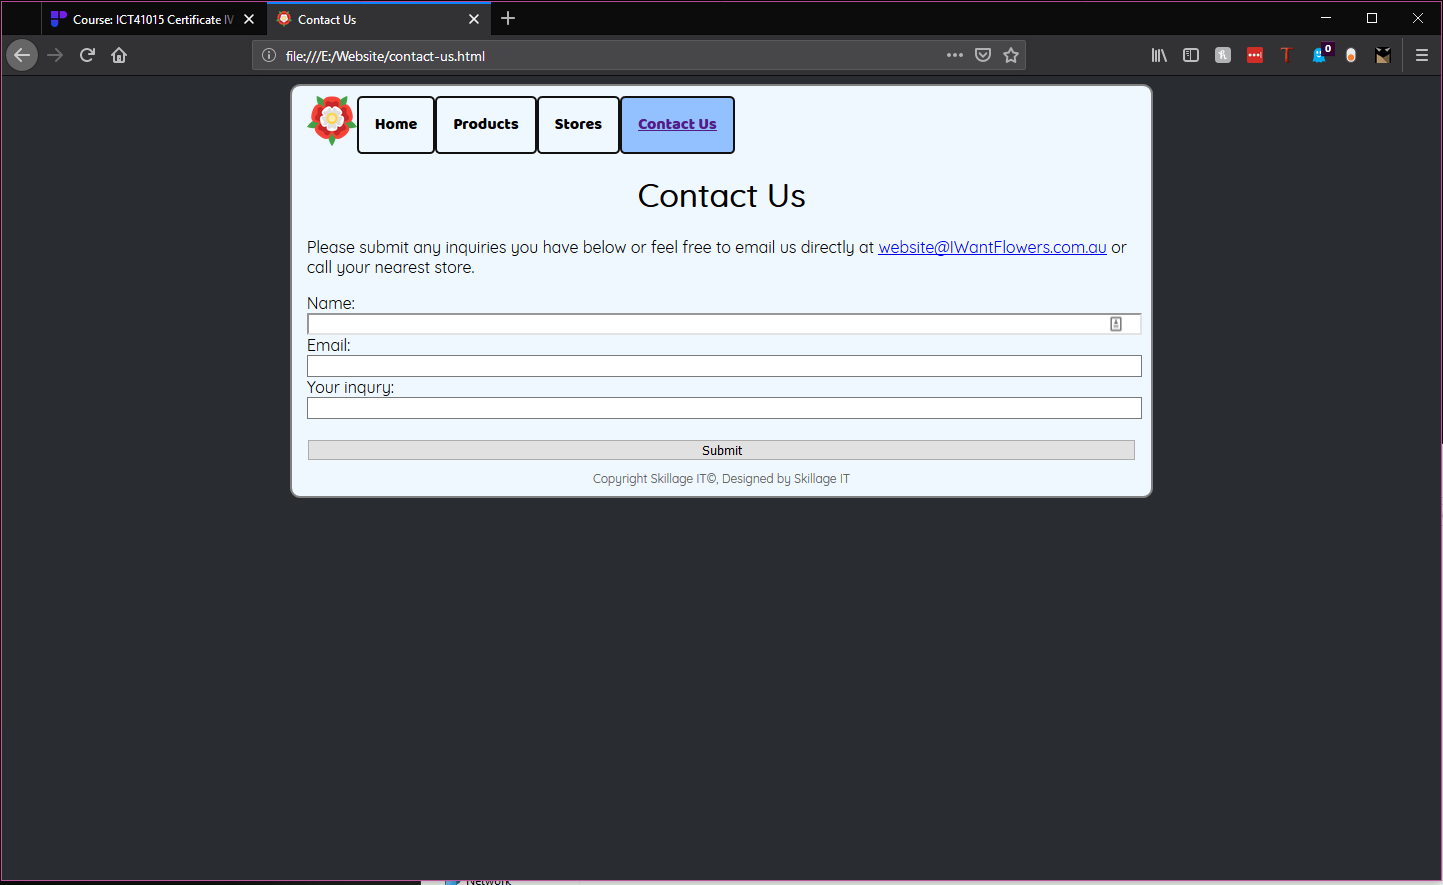 Course: ICT41015 Certificate IV
Contact Us
file:///E:/Website/contact-us.html
0
Home
Products
Stores
Contact Us
Contact Us
Please submit any inquiries you have below or feel free to email us directly at website@IWantFlowers.com.au or
call your nearest store.
Name:
Email:
Your inqury:
Submit
Copyright Skillage IT©, Designed by Skillage IT
Network